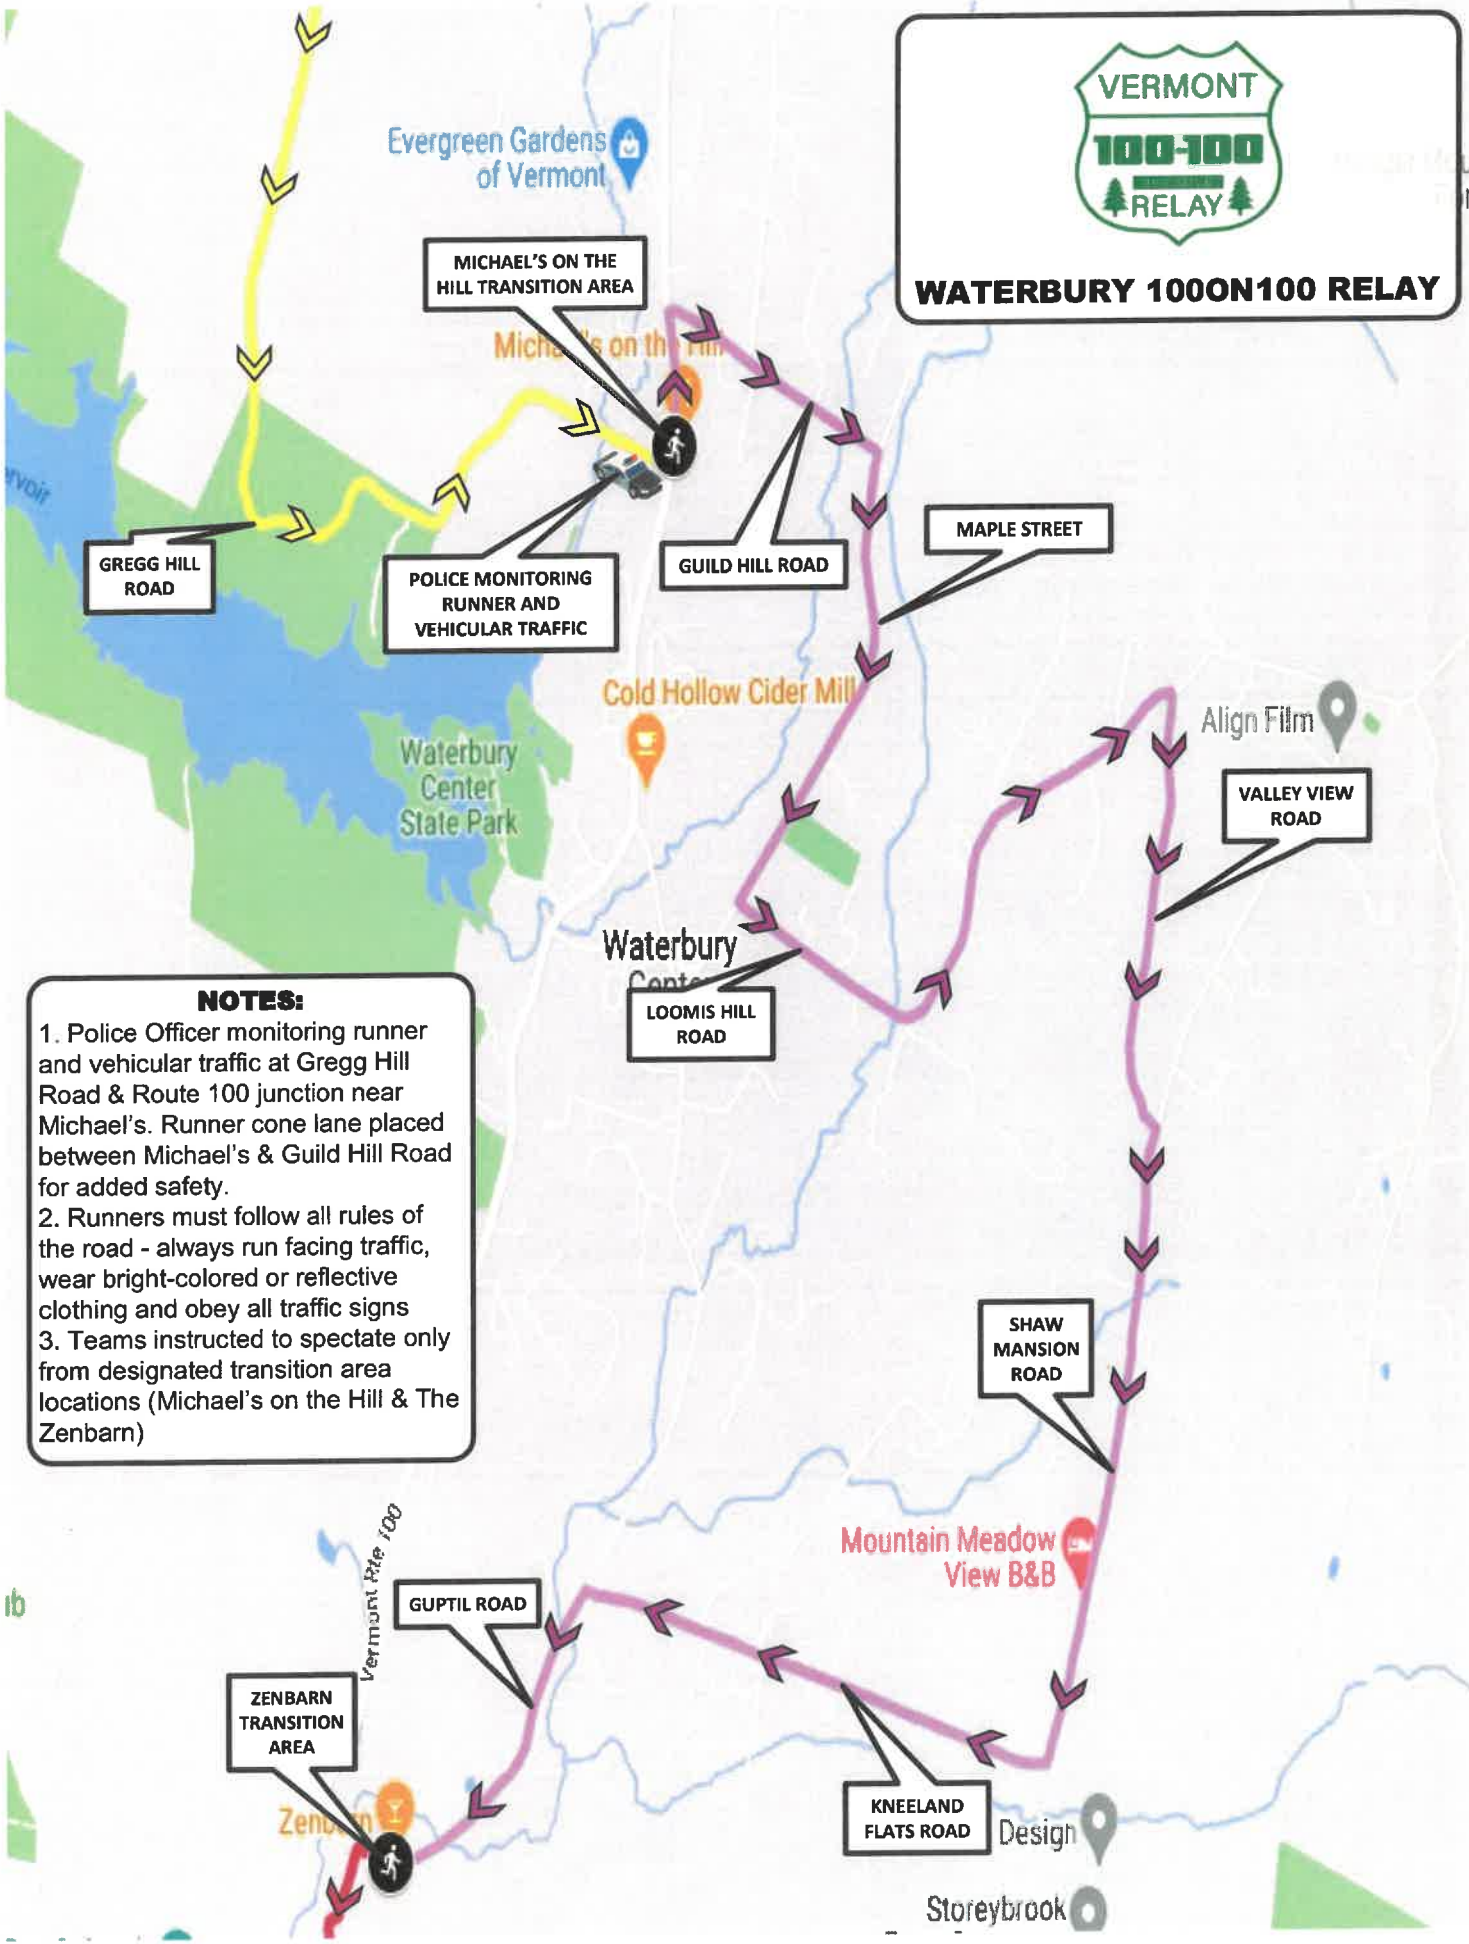 VERMONT
100-100
RELAY
WATERBURY 100ON100 RELAY
Evergreen Gardens
of Vermont
MICHAEL'S ON THE
HILL TRANSITION AREA
Michael's on the Hill
GREGG HILL
ROAD
POLICE MONITORING
RUNNER AND
VEHICULAR TRAFFIC
GUILD HILL ROAD
MAPLE STREET
Cold Hollow Cider Mill
Waterbury
Center
State Park
Align Film
VALLEY VIEW
ROAD
Waterbury
Center
LOOMIS HILL
ROAD
NOTES:
1. Police Officer monitoring runner
and vehicular traffic at Gregg Hill
Road & Route 100 junction near
Michael's. Runner cone lane placed
between Michael's & Guild Hill Road
for added safety.
2. Runners must follow all rules of
the road - always run facing traffic,
wear bright-colored or reflective
clothing and obey all traffic signs
3. Teams instructed to spectate only
from designated transition area
locations (Michael's on the Hill & The
Zenbarn)
SHAW
MANSION
ROAD
Mountain Meadow
View B&B
Vermont Rte 100
GUPTIL ROAD
ZENBARN
TRANSITION
AREA
Zenbarn
KNEELAND
FLATS ROAD
Design
Storeybrook